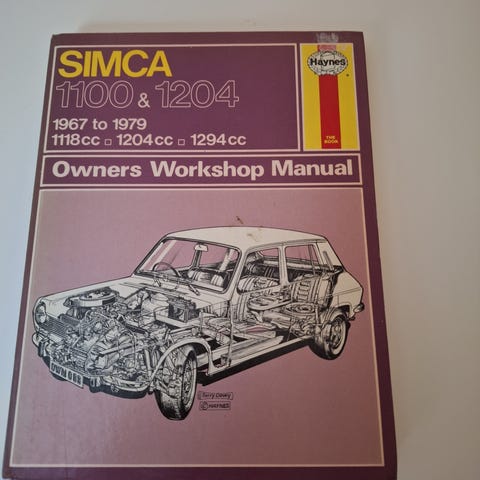 SIMCA
Haynes
1100 & 1204
1967 to 1979
1118cc ▫ 1204cc ▫ 1294cc
THE
BOOK
Owners Workshop Manual
Terry Davey
© HAYNES